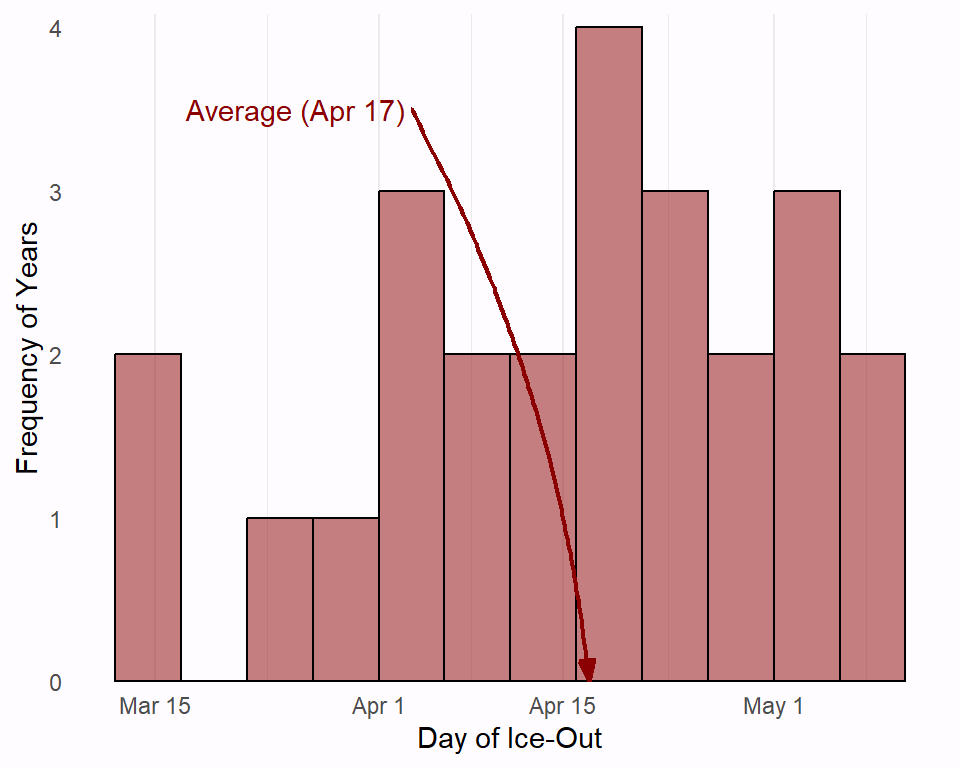 4
Average (Apr 17)
3
Frequency of Years
2
1
0
Mar 15
Apr 1
Apr 15
May 1
Day of Ice-Out